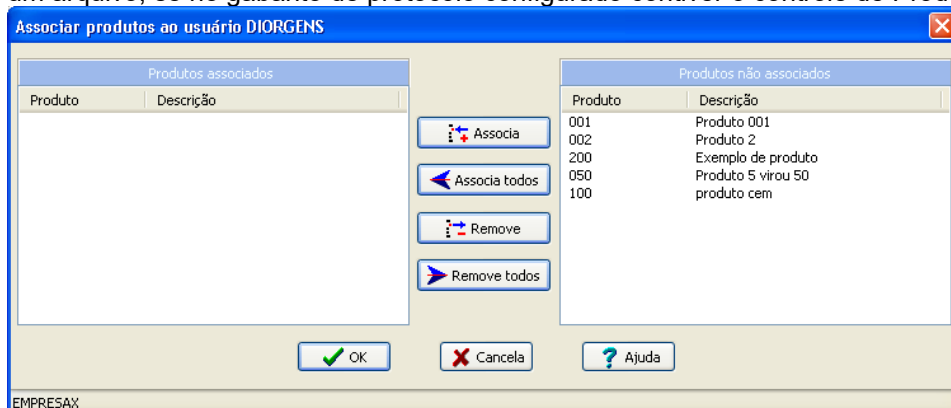 Associar produtos ao usuário DIORGENS
Produtos associados
Produto Descrição
Associa
Associa todos
Remove
Remove todos
Produtos não associados
Produto Descrição
001 Produto 001
002 Produto 2
200 Exemplo de produto
050 Produto 5 virou 50
100 produto cem
OK
Cancela
Ajuda
EMPRESAX